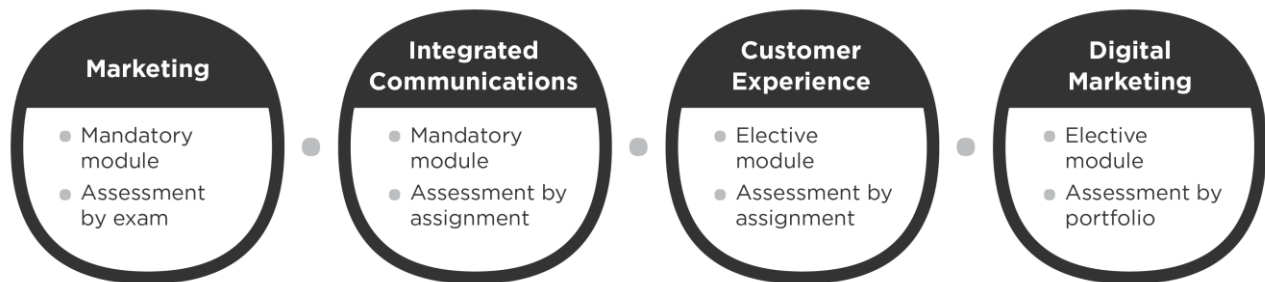 Marketing
Mandatory
module
Assessment
by exam
Integrated
Communications
Mandatory
module
Assessment by
assignment
Customer
Experience
Elective
module
Assessment by
assignment
Digital
Marketing
Elective
module
Assessment by
portfolio